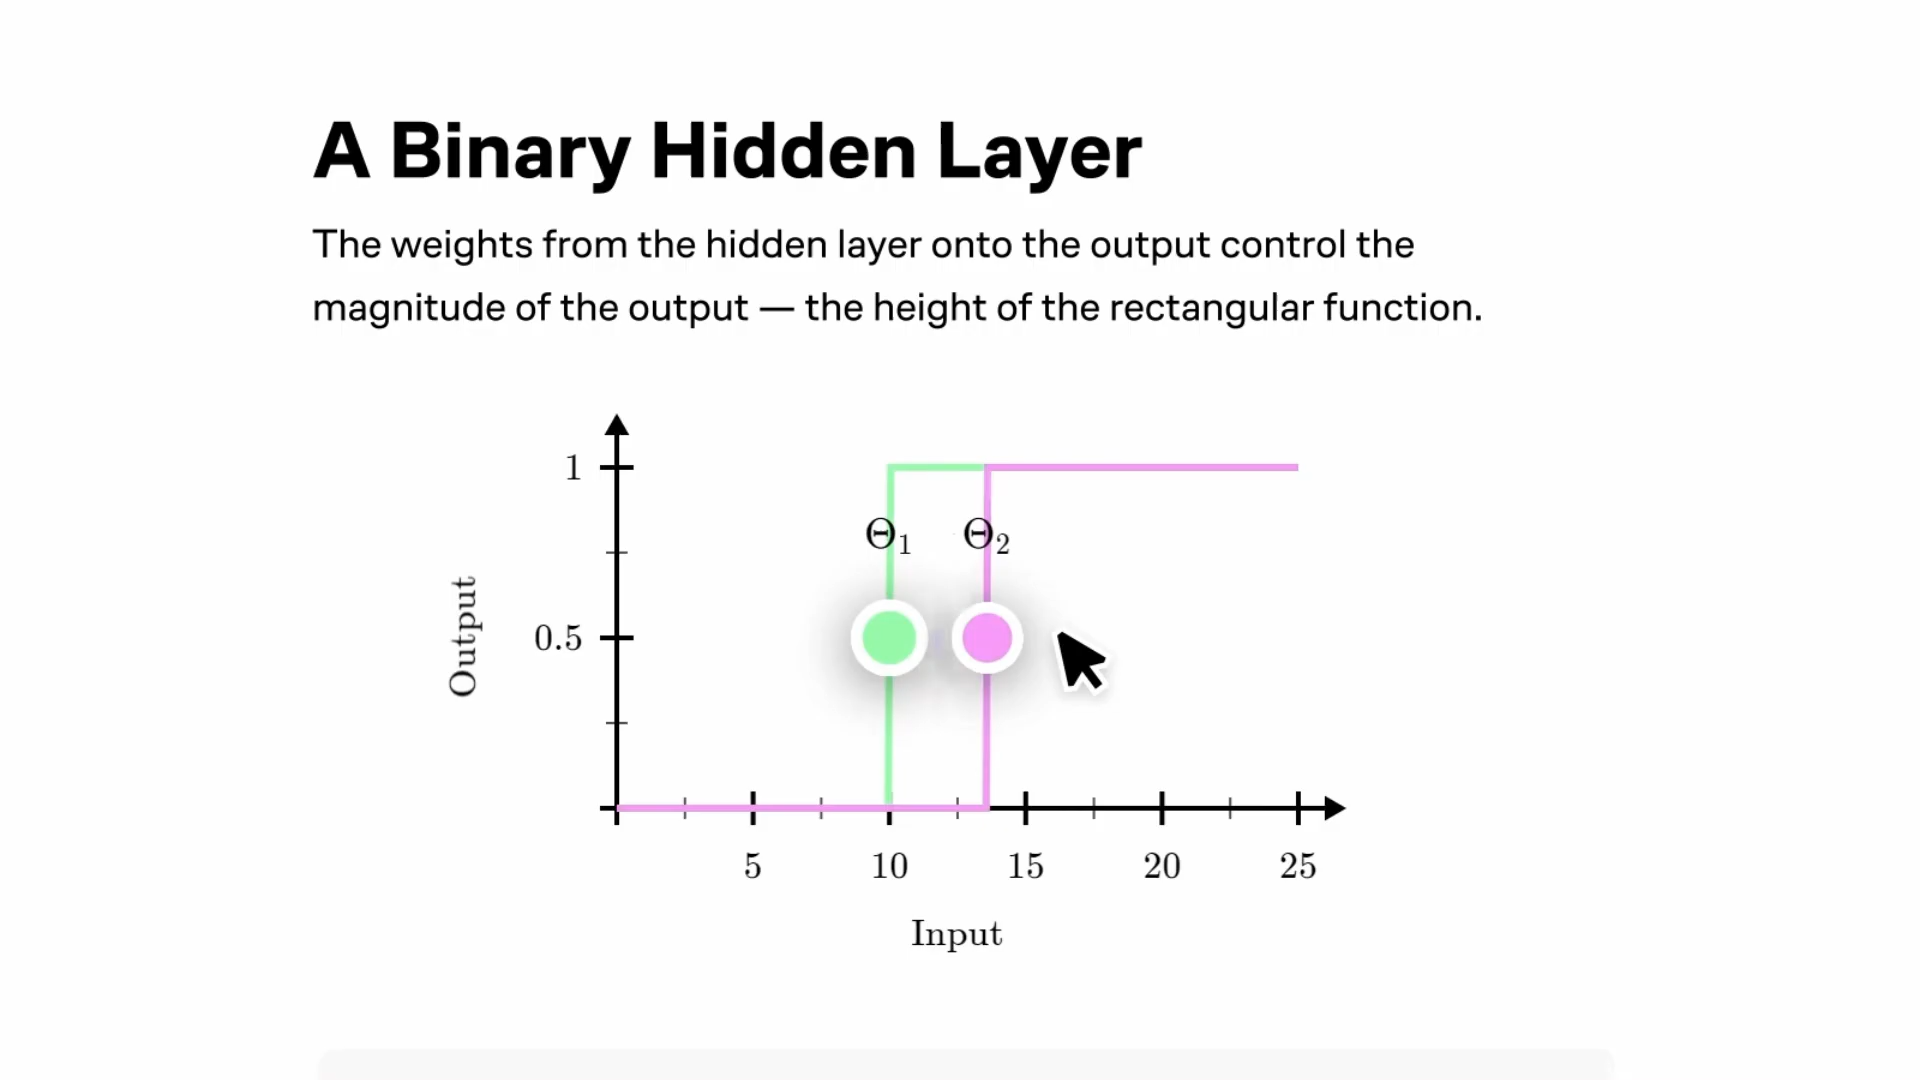 A Binary Hidden Layer
The weights from the hidden layer onto the output control the
magnitude of the output — the height of the rectangular function.
1
Θ1 Θ2
0.5
Output
5 10 15 20 25
Input